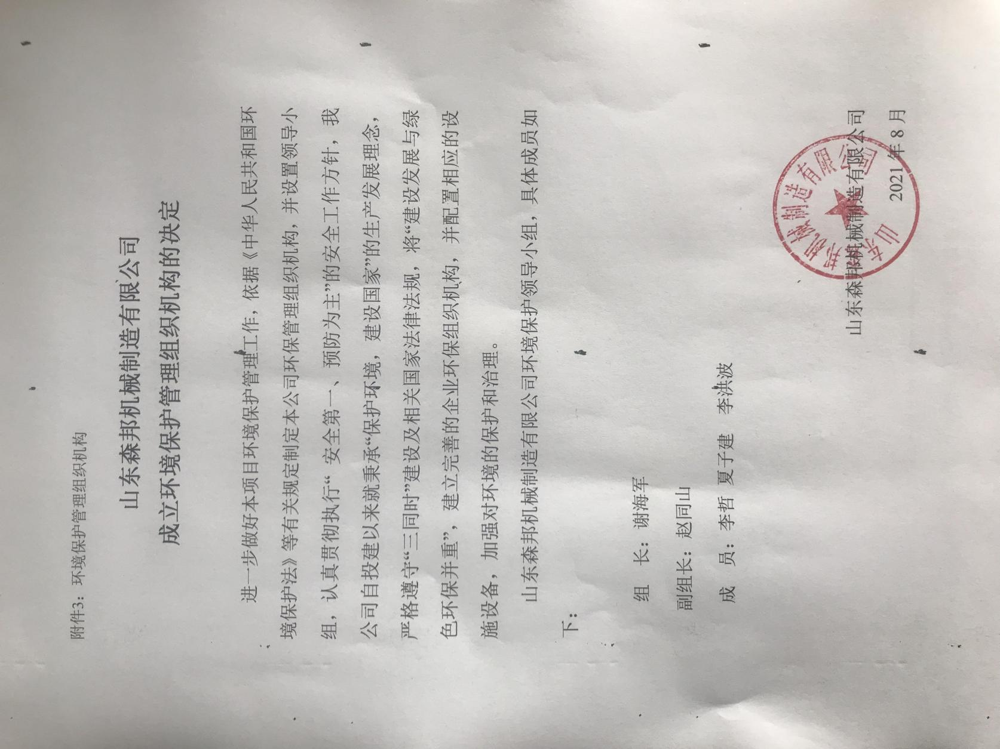 附件3：环境保护管理组织机构
山东森邦机械制造有限公司
成立环境保护管理组织机构的决定
进一步做好本项目环境保护管理工作，依据《中华人民共和国环
境保护法》等有关规定制定本公司环保管理组织机构，并设置领导小
组，认真贯彻执行“ 安全第一、预防为主”的安全工作方针，我
公司自投建以来就秉承“保护环境，建设国家”的生产发展理念，
严格遵守“三同时”建设及相关国家法律法规，将“建设发展与绿
色环保并重”，建立完善的企业环保组织机构，并配置相应的设
施设备，加强对环境的保护和治理。
山东森邦机械制造有限公司环境保护领导小组，具体成员如
下：
组　长：谢海军
副组长：赵同山
成　员：李哲 夏子建　李洪波
山东森邦机械制造有限公司
2021 年 8 月
山东森邦机械制造有限公司